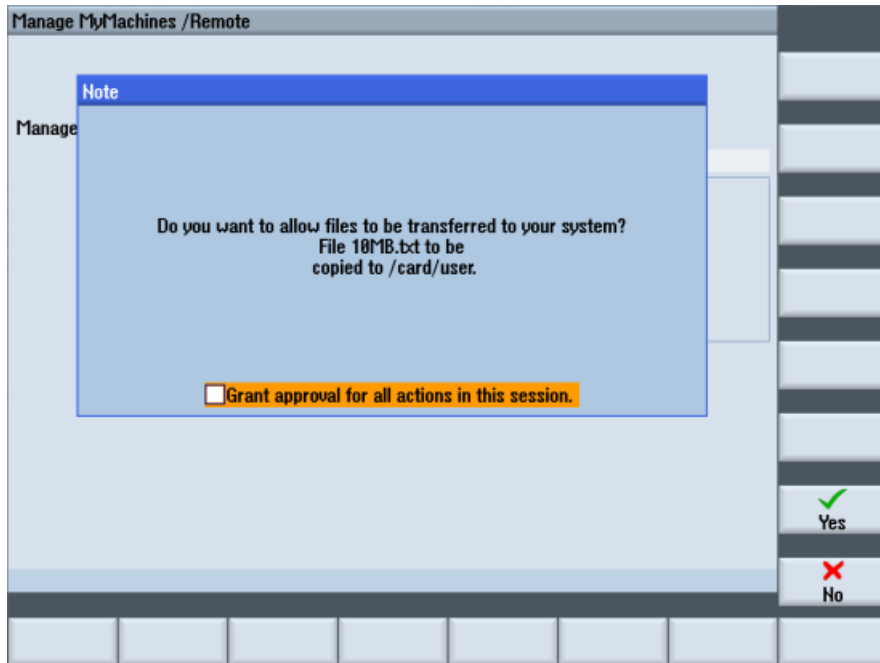 Manage MyMachines /Remote
Note
Manage
Do you want to allow files to be transferred to your system?
File 10MB.txt to be
copied to /card/user.
Grant approval for all actions in this session.
Yes
No